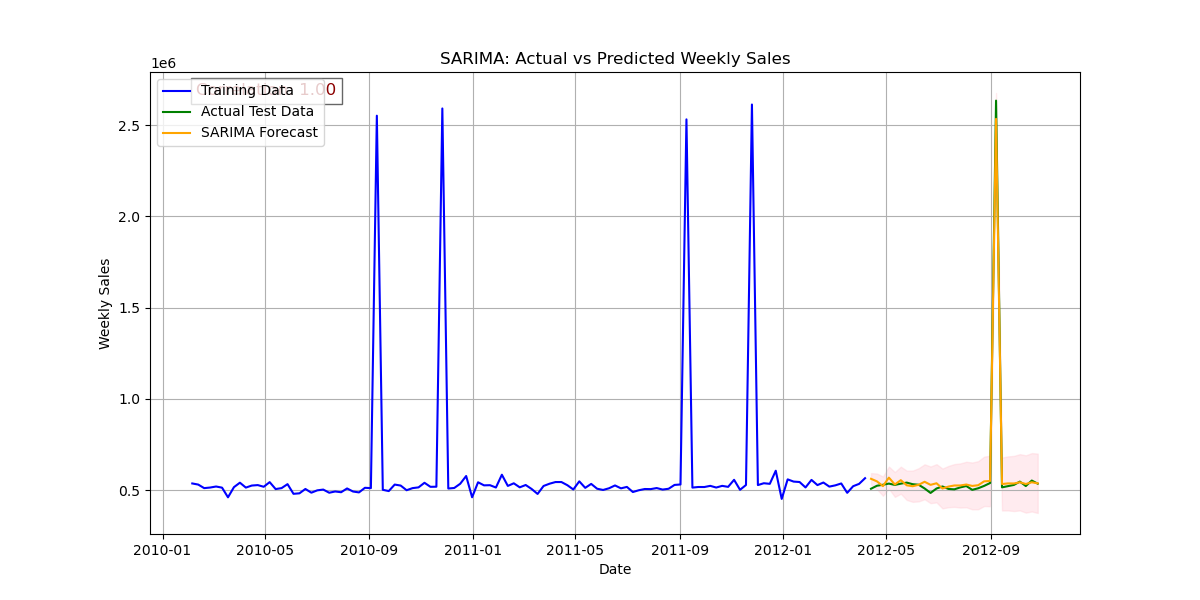 SARIMA: Actual vs Predicted Weekly Sales
1e6
1.00
Training Data
Actual Test Data
SARIMA Forecast
2.5
2.0
1.5
1.0
0.5
Weekly Sales
2010-01 2010-05 2010-09 2011-01 2011-05 2011-09 2012-01 2012-05 2012-09
Date